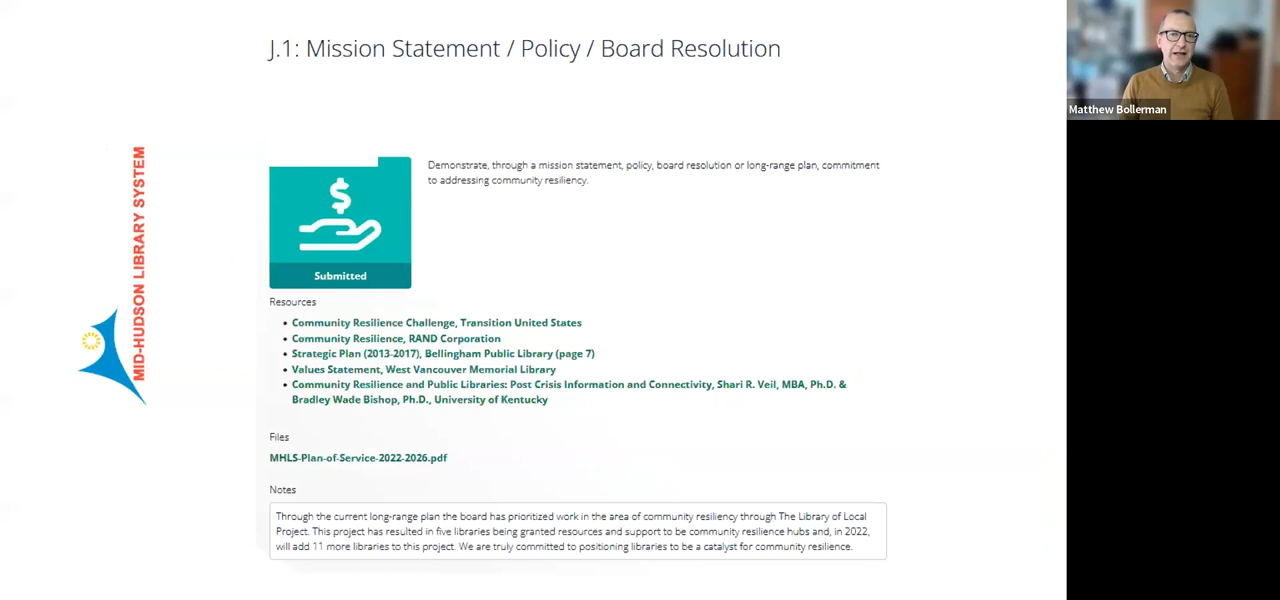 J.1: Mission Statement / Policy / Board Resolution
Matthew Bollerman
MID-HUDSON LIBRARY SYSTEM
Demonstrate, through a mission statement, policy, board resolution or long-range plan, commitment
to addressing community resiliency.
$
Submitted
Resources
• Community Resilience Challenge, Transition United States
• Community Resilience, RAND Corporation
• Strategic Plan (2013-2017), Bellingham Public Library (page 7)
• Values Statement, West Vancouver Memorial Library
• Community Resilience and Public Libraries: Post Crisis Information and Connectivity, Shari R. Veil, MBA, Ph.D. &
Bradley Wade Bishop, Ph.D., University of Kentucky
Files
MHLS-Plan-of-Service-2022-2026.pdf
Notes
Through the current long-range plan the board has prioritized work in the area of community resiliency through The Library of Local
Project. This project has resulted in five libraries being granted resources and support to be community resilience hubs and, in 2022,
will add 11 more libraries to this project. We are truly committed to positioning libraries to be a catalyst for community resilience.